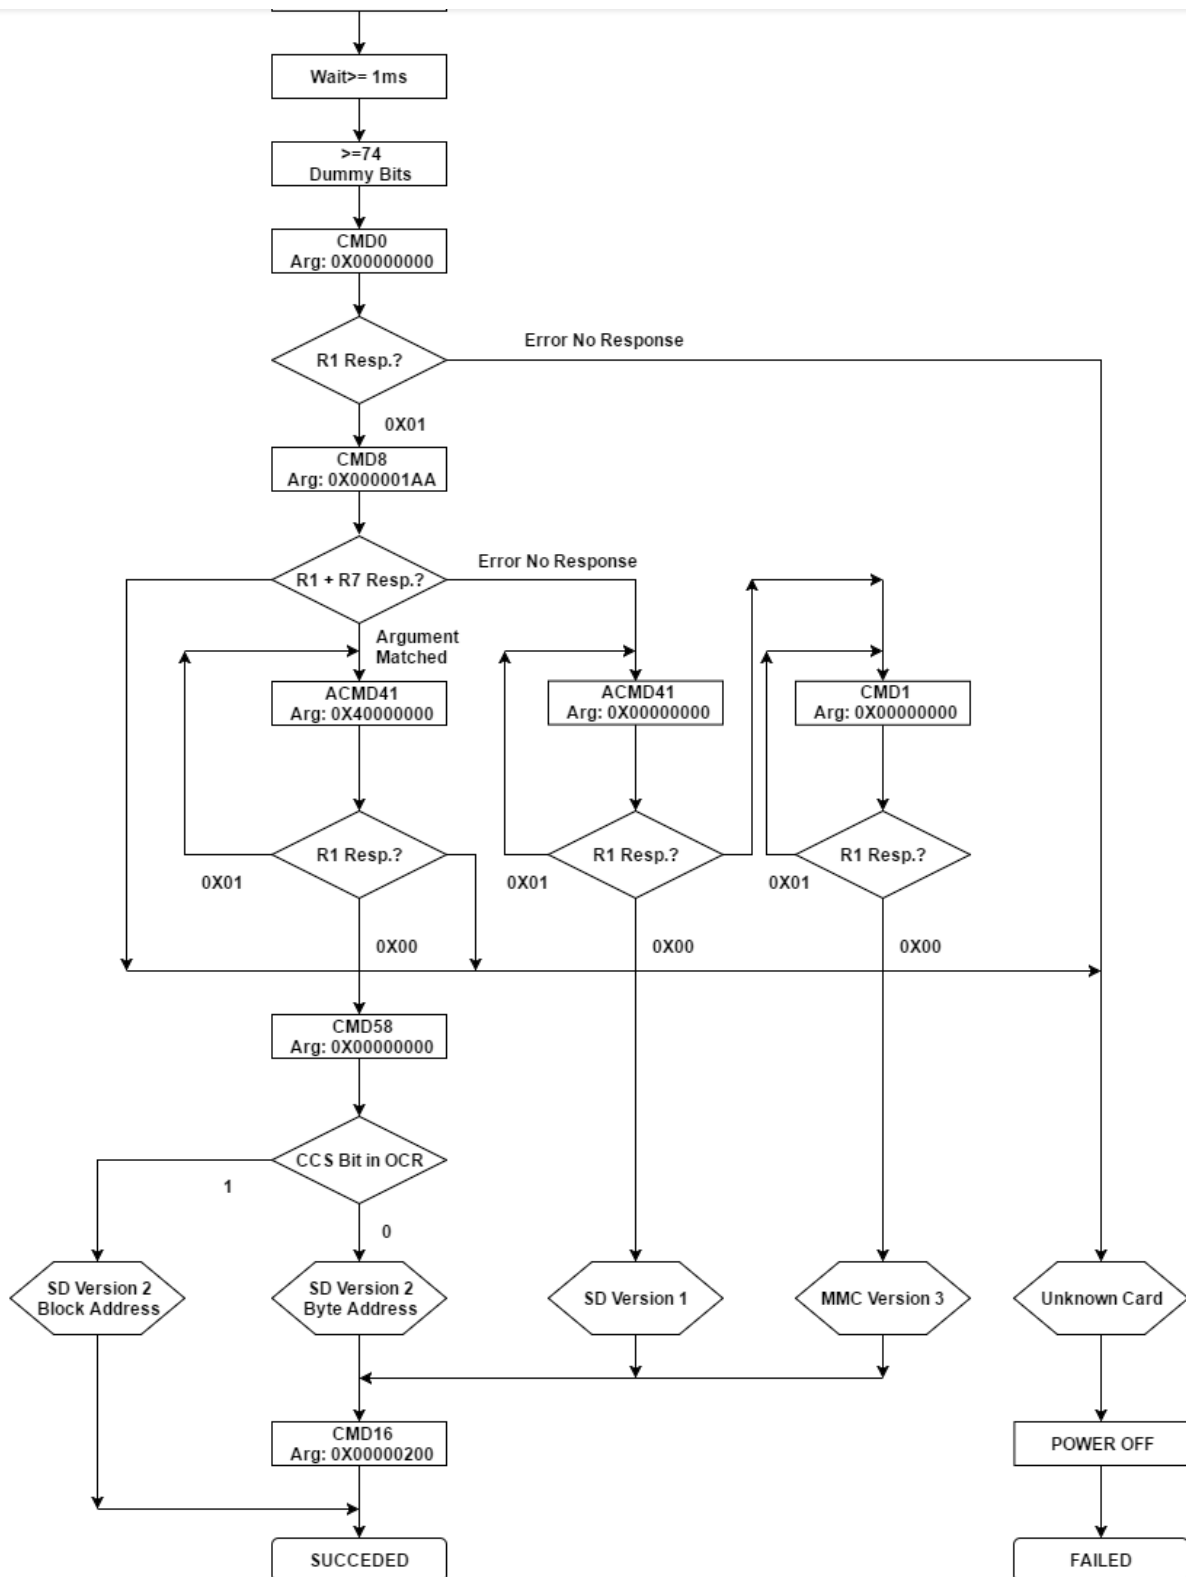 Wait>= 1ms
>=74
Dummy Bits
CMD0
Arg: 0X00000000
Error No Response
R1 Resp.?
0X01
CMD8
Arg: 0X000001AA
Error No Response
R1 + R7 Resp.?
Argument
Matched
ACMD41
Arg: 0X40000000
ACMD41
Arg: 0X00000000
CMD1
Arg: 0X00000000
R1 Resp.?
R1 Resp.?
R1 Resp.?
0X01
0X01
0X01
0X00
0X00
0X00
CMD58
Arg: 0X00000000
CCS Bit in OCR
1
0
SD Version 2
Block Address
SD Version 2
Byte Address
SD Version 1
MMC Version 3
Unknown Card
CMD16
Arg: 0X00000200
POWER OFF
SUCCEDED
FAILED